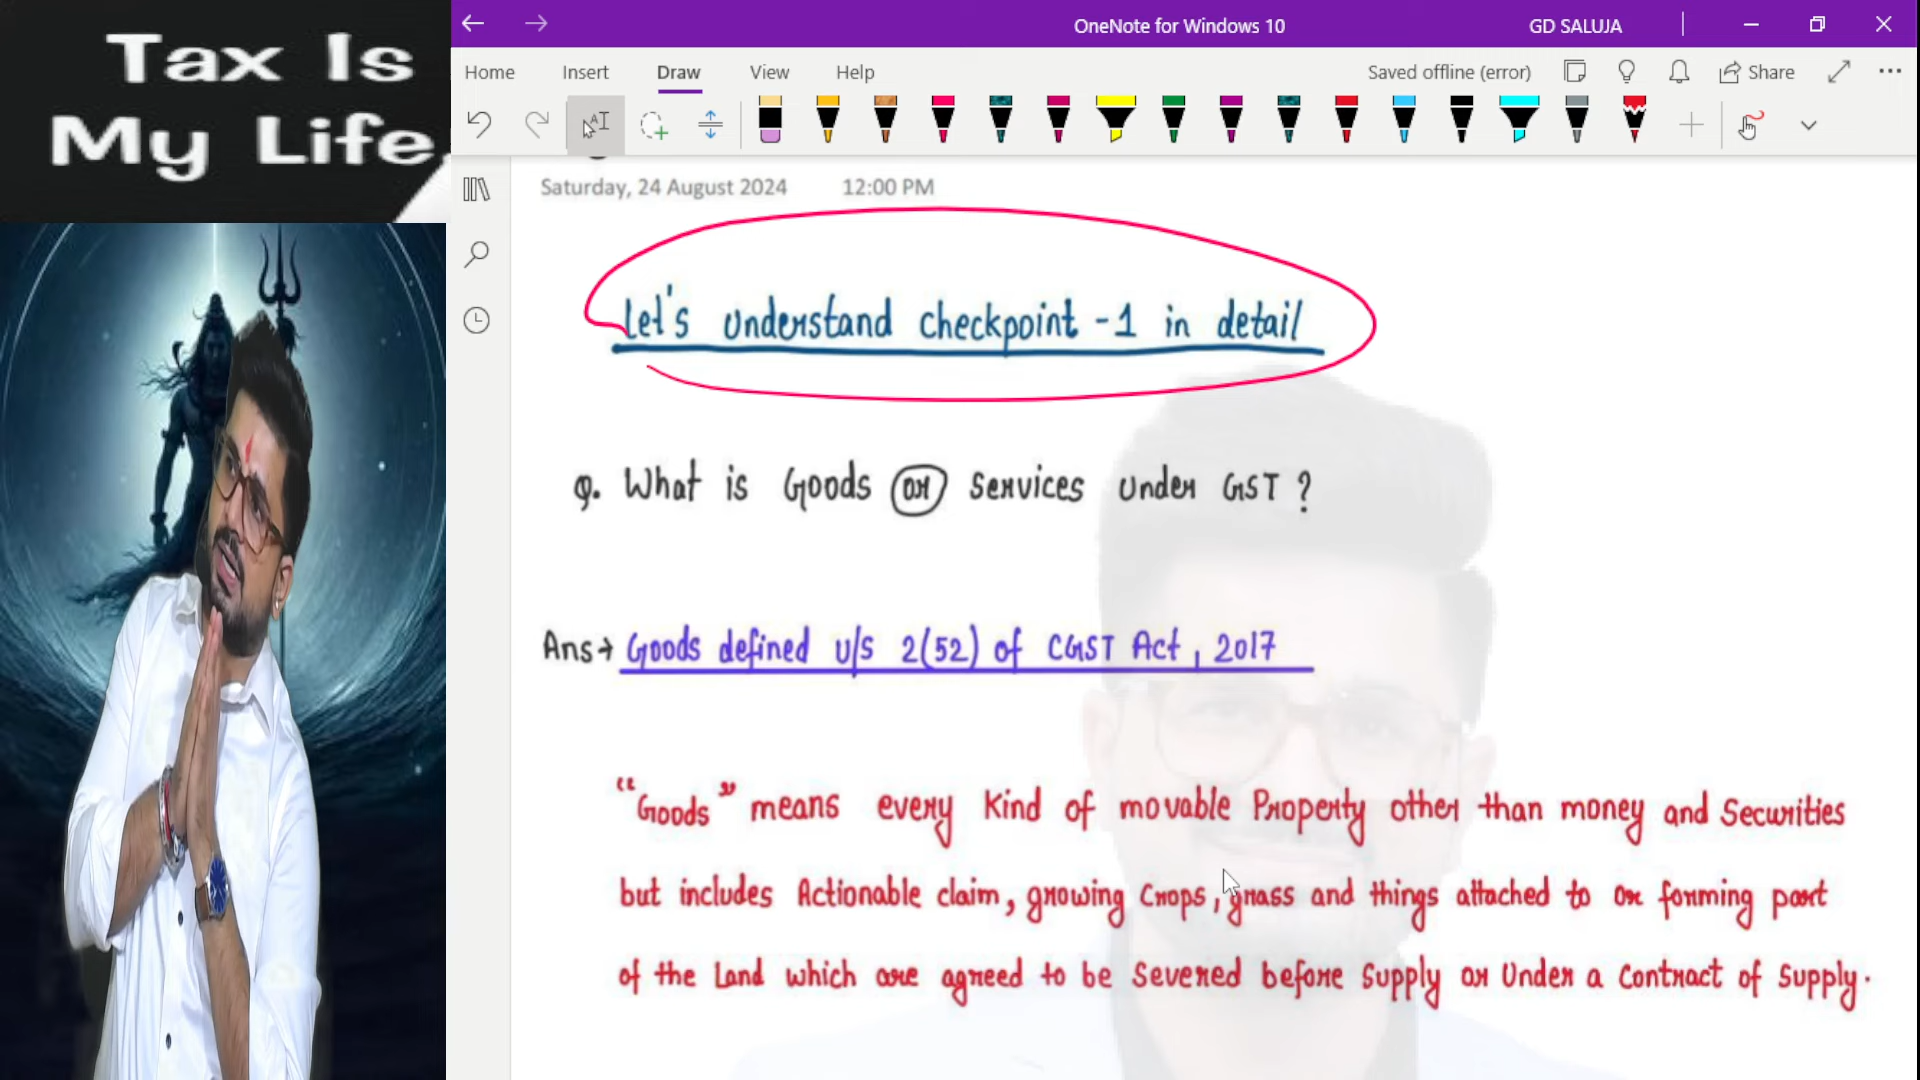 Tax Is
My Life.
OneNote for Windows 10
GD SALUJA
Home Insert Draw View Help
Saved offline (error)
Share
Saturday, 24 August 2024 12:00 PM
Let's understand checkpoint -1 in detail
Q. What is Goods or Services Under GST ?
Ans→ Goods defined u/s 2(52) of CGST Act, 2017
"Goods" means every kind of movable Property other than money and Securities
but includes Actionable claim, growing Crops, grass and things attached to or forming part
of the Land which are agreed to be Severed before Supply or Under a Contract of Supply.